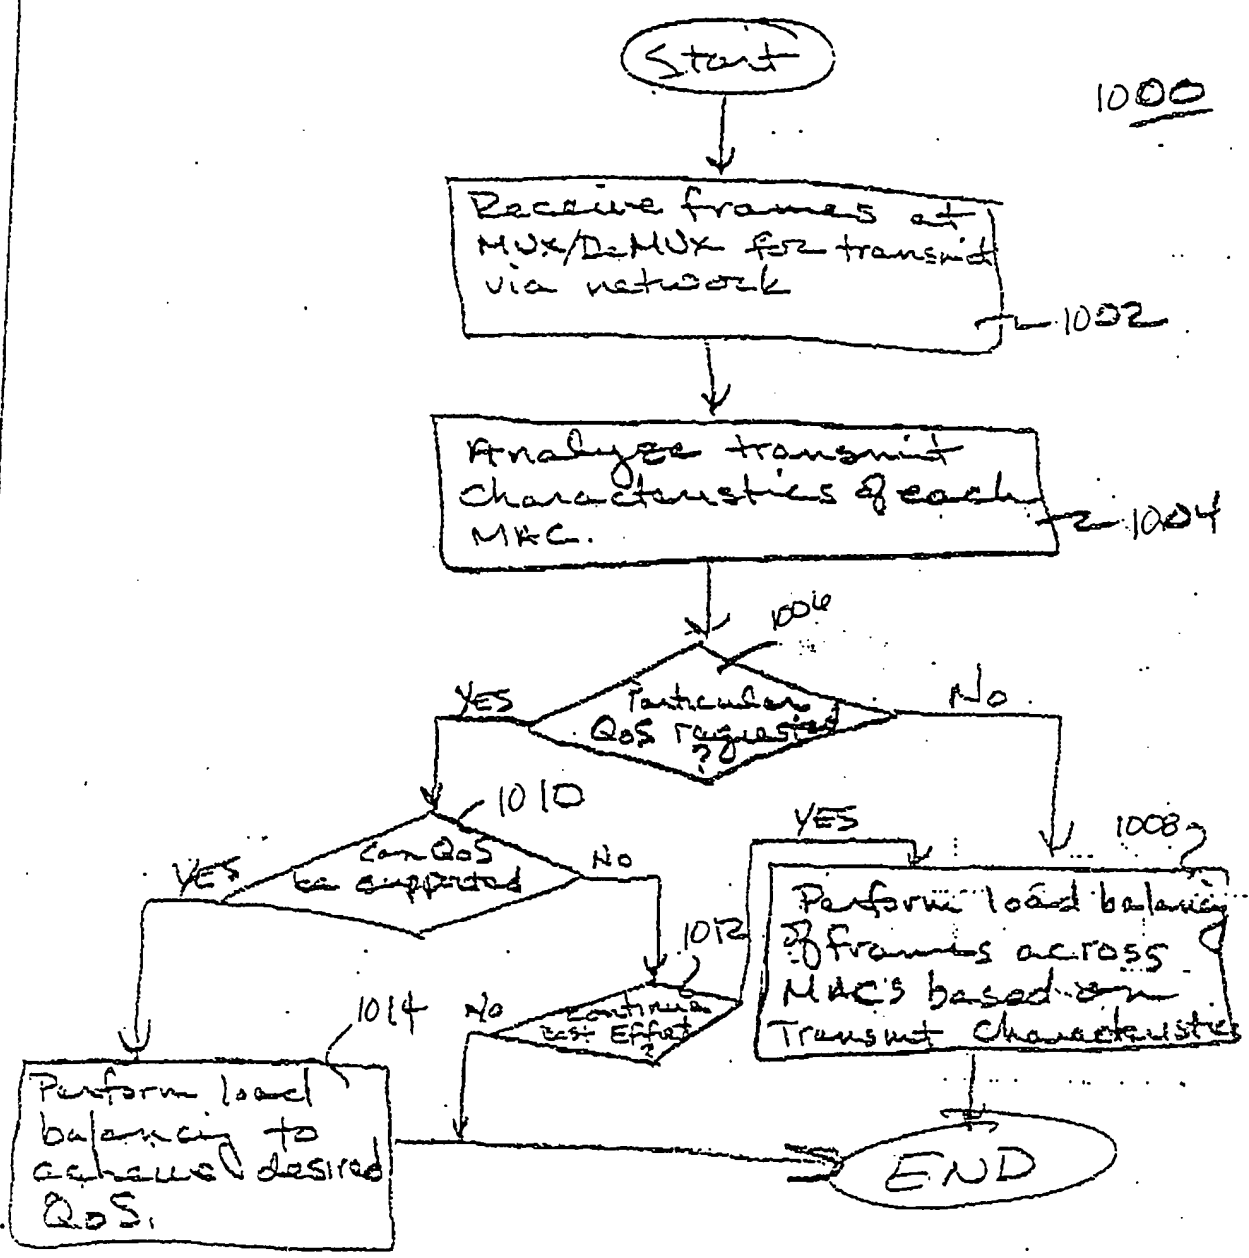 Start
1000
Receive frames at
MUX/DeMUX for transmit
via network
1002
Analyze transmit
Characteristics of each
MAC.
1004
1006
YES
Particular
QoS requested
?
No
1010
Can QoS
be supported
YES
No
YES
1008
Perform load balancing
of frames across
MAC's based on
Transmit Characteristics
1012
No
Continue
Best Effort
?
1014
Perform load
balancing to
achieve desired
QoS.
END